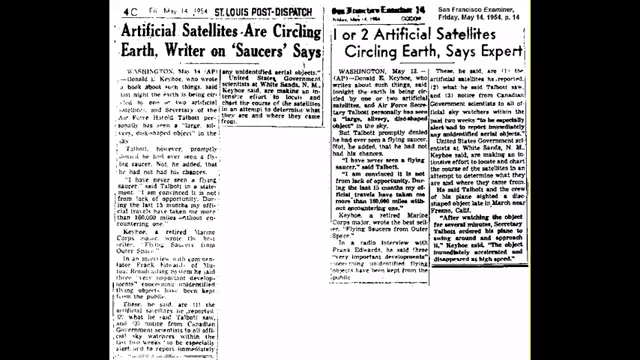 4C Fri. May 14, 1954 ST. LOUIS POST-DISPATCH
Artificial Satellites Are Circling
Earth, Writer on 'Saucers' Says
WASHINGTON, May 14 (AP)
—Donald E. Keyhoe, who wrote
a book about such things, said
last night the earth is being cir-
cled by one or two artificial
satellites, and Secretary of the
Air Force Harold Talbott per-
sonally has seen a "large, sil-
very, disk-shaped object" in the
sky.
Talbott, however, promptly
denied he had ever seen a fly-
ing saucer. Not, he added, that
he had not had his chances.
"I have never seen a flying
saucer," said Talbott in a state-
ment. "I am convinced it is not
from lack of opportunity. Dur-
ing the last 15 months my of-
ficial travels have taken me more
than 160,000 miles without en-
countering one."
Keyhoe, a retired Marine
Corps major, wrote the best
seller, "Flying Saucers from
Outer Space."
In an interview with commen-
tator Frank Edwards of Mu-
tual Broadcasting System he said
three "very important develop-
ments" concerning unidentified
flying objects have been kept
from the public.
These, he said, are (1) the
artificial satellites he reported,
(2) what he said Talbott saw,
and (3) notice from Canadian
Government scientists to all offi-
cial sky watchers within the
last two weeks "to be especially
alert and to report immediately
any unidentified aerial objects."
United States Government
scientists at White Sands, N. M.,
Keyhoe said, are making an in-
tensive effort to locate and
chart the course of the satellites
in an attempt to determine what
they are and where they came
from.
San Francisco Examiner 14
Friday, May 14, 1954
San Francisco Examiner,
Friday, May 14, 1954, p. 14
1 or 2 Artificial Satellites
Circling Earth, Says Expert
WASHINGTON, May 13.—
(AP)—Donald E. Keyhoe, who
writes about such things, said
tonight the earth is being cir-
cled by one or two artificial
satellites, and Air Force Secre-
tary Talbott personally has seen
a "large, silvery, disc-shaped
object" in the sky.
But Talbott promptly denied
he had ever seen a flying saucer.
Not, he added, that he had not
had his chances.
"I have never seen a flying
saucer," said Talbott.
"I am convinced it is not
from lack of opportunity. Dur-
ing the last 15 months my of-
ficial travels have taken me
more than 160,000 miles with-
out encountering one."
Keyhoe, a retired Marine
Corps major, wrote the best
seller, "Flying Saucers from Outer
Space."
In a radio interview with
Frank Edwards, he said three
"very important developments"
concerning unidentified flying
objects have been kept from the
public.
These, he said, are (1) the
artificial satellites he reported,
(2) what he said Talbott saw,
and (3) notice from Canadian
Government scientists to all of-
ficial sky watchers within the
past two weeks "to be especially
alert and to report immediately
any unidentified aerial objects."
United States Government sci-
entists at White Sands, N. M.,
Keyhoe said, are making an in-
tensive effort to locate and chart
the course of the satellites in an
attempt to determine what they
are and where they came from.
He said Talbott and the crew
of his plane sighted a disc-
shaped object late in March near
Fresno, Calif.
"After watching the object
for several minutes, Secretary
Talbott ordered his plane to
swing around and approach
it," Keyhoe said. "The object
immediately accelerated and
disappeared at high speed."